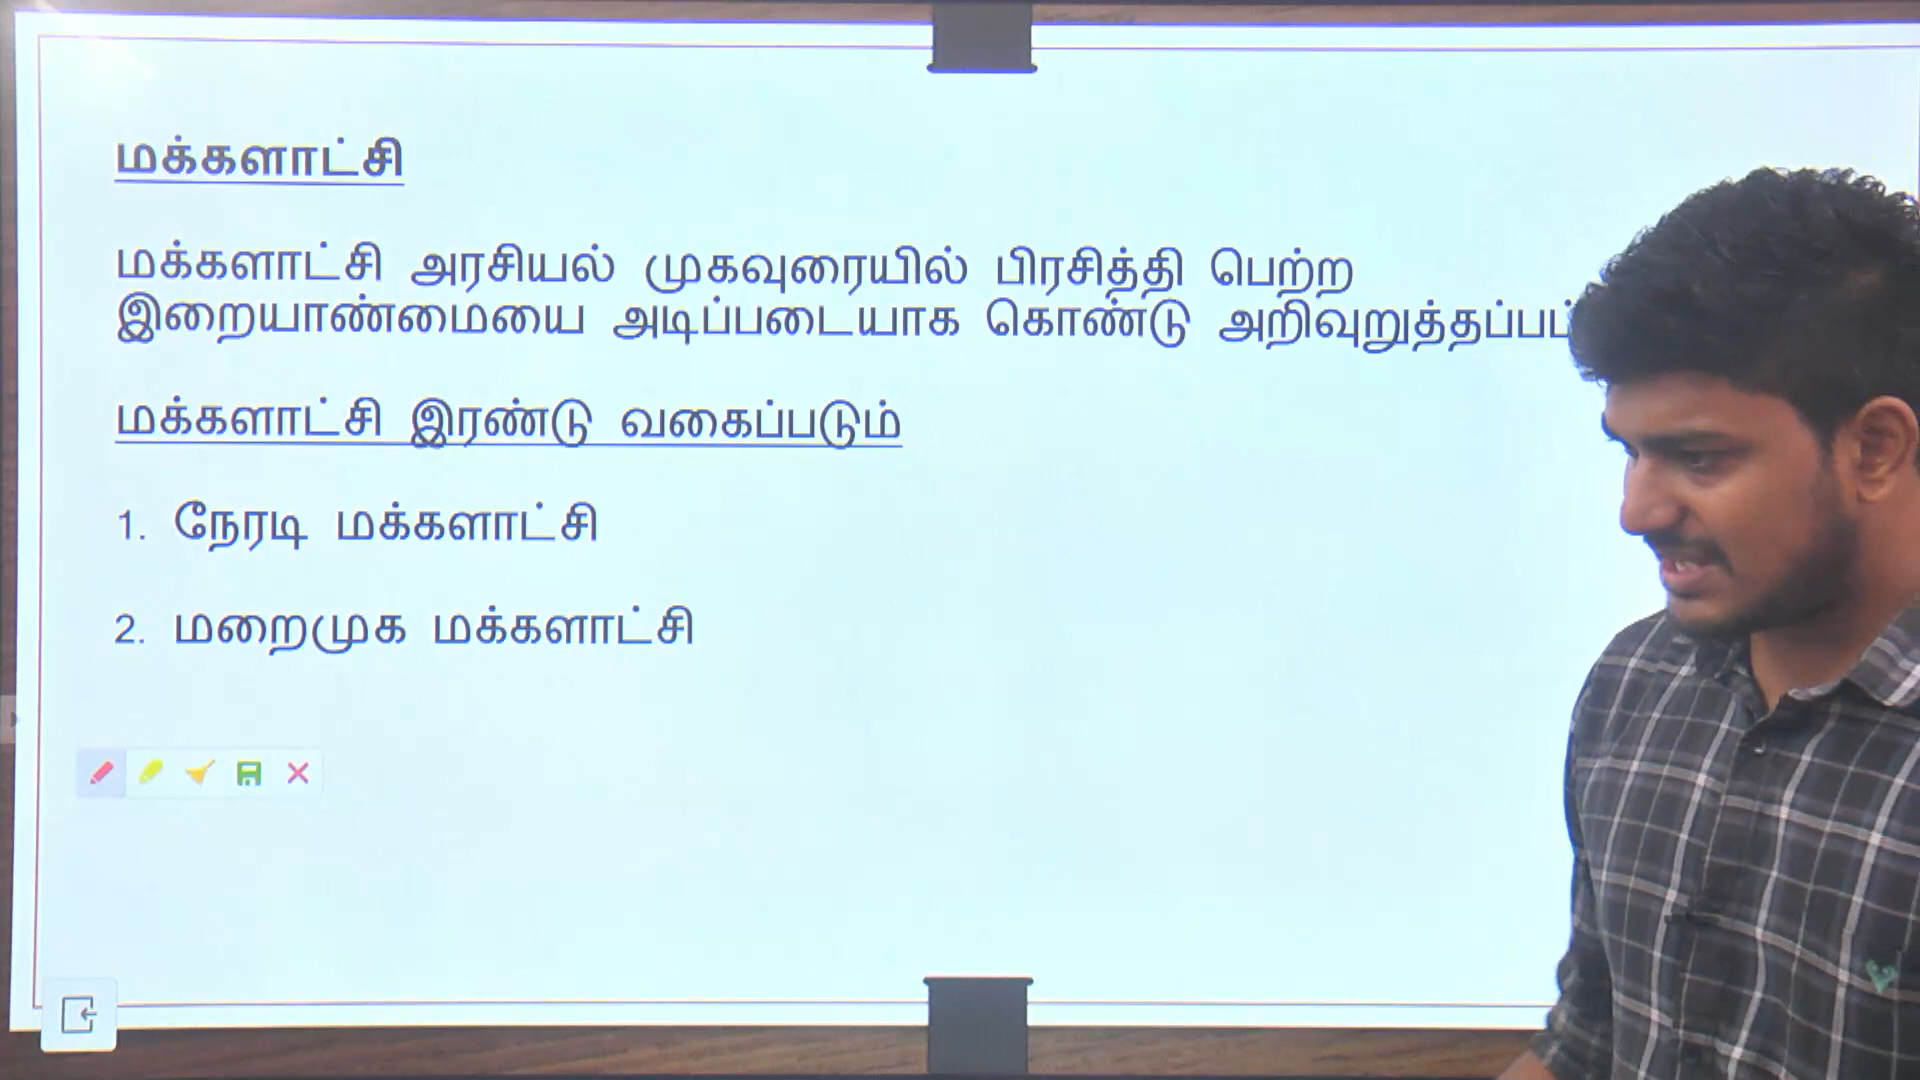 மக்களாட்சி
மக்களாட்சி அரசியல் முகவுரையில் பிரசித்தி பெற்ற
இறையாண்மையை அடிப்படையாக கொண்டு
மக்களாட்சி இரண்டு வகைப்படும்
1. நேரடி மக்களாட்சி
2. மறைமுக மக்களாட்சி